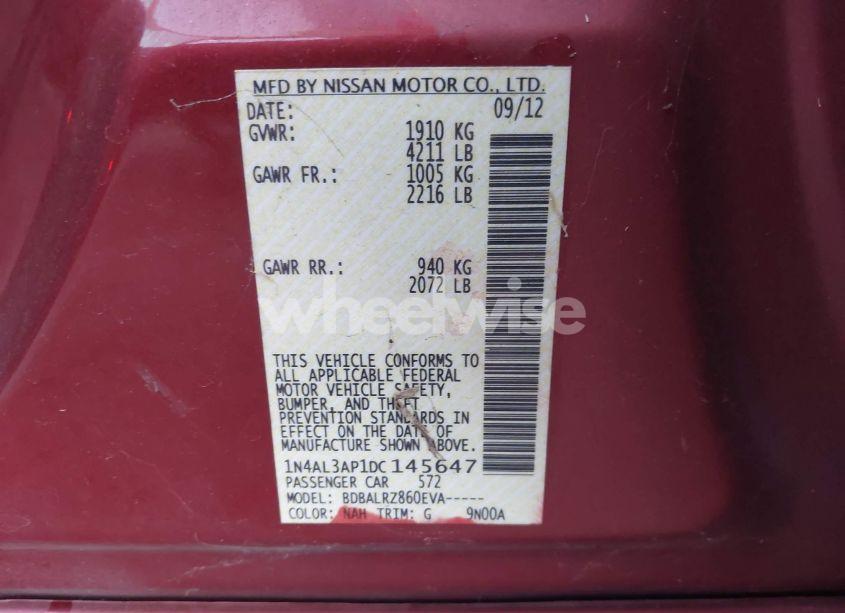 MFD BY NISSAN MOTOR CO., LTD.
DATE: 09/12
GVWR: 1910 KG
4211 LB
GAWR FR.: 1005 KG
2216 LB
GAWR RR.: 940 KG
2072 LB
wheelwise
THIS VEHICLE CONFORMS TO
ALL APPLICABLE FEDERAL
MOTOR VEHICLE SAFETY,
BUMPER, AND THEFT
PREVENTION STANDARDS IN
EFFECT ON THE DATE OF
MANUFACTURE SHOWN ABOVE.
1N4AL3AP1DC145647
PASSENGER CAR 572
MODEL: BDBALRZ860EVA-----
COLOR: NAH TRIM: G 9N00A